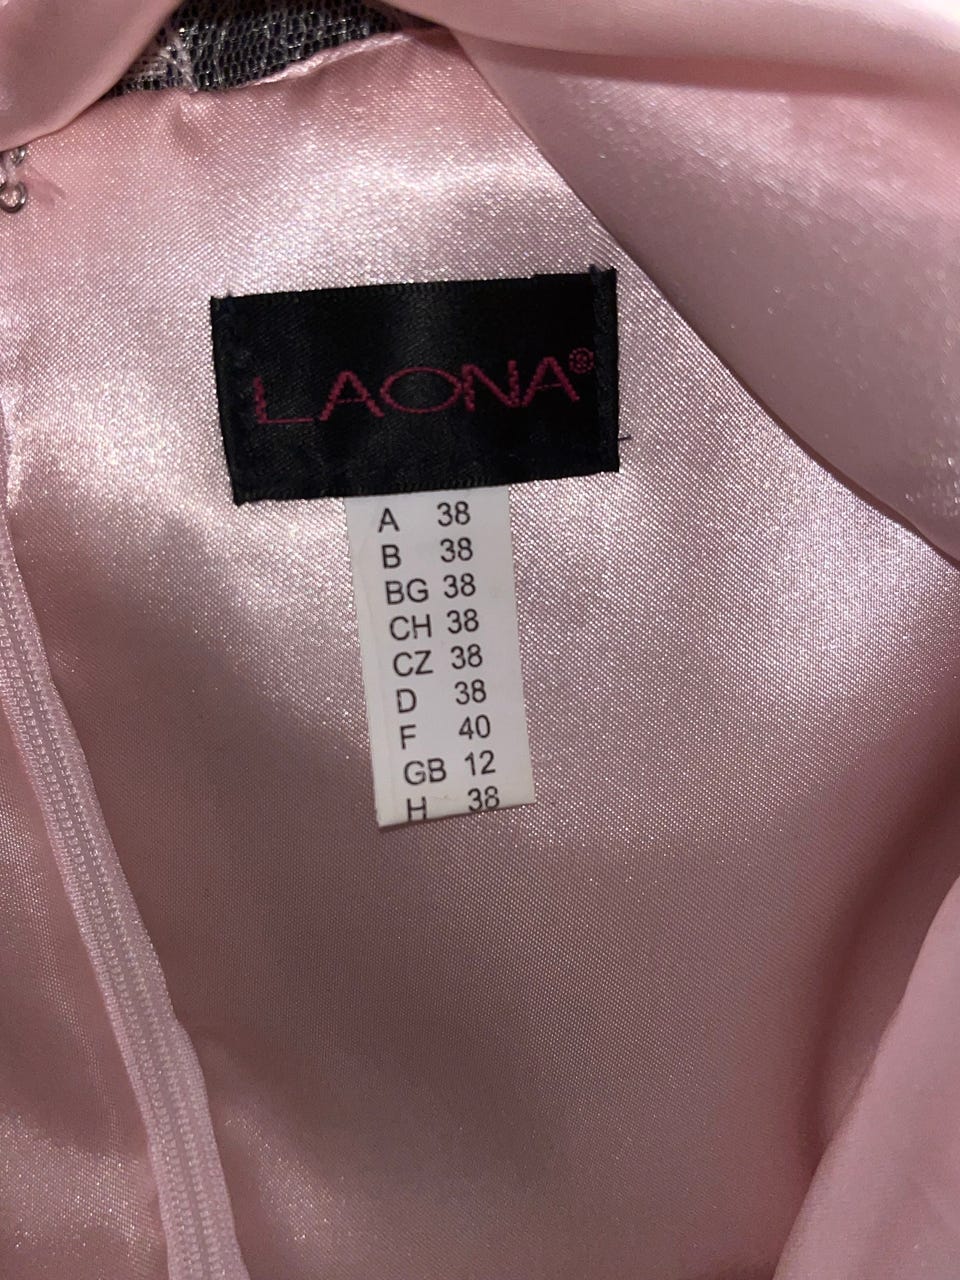 LAONA®
A 38
B 38
BG 38
CH 38
CZ 38
D 38
F 40
GB 12
H 38